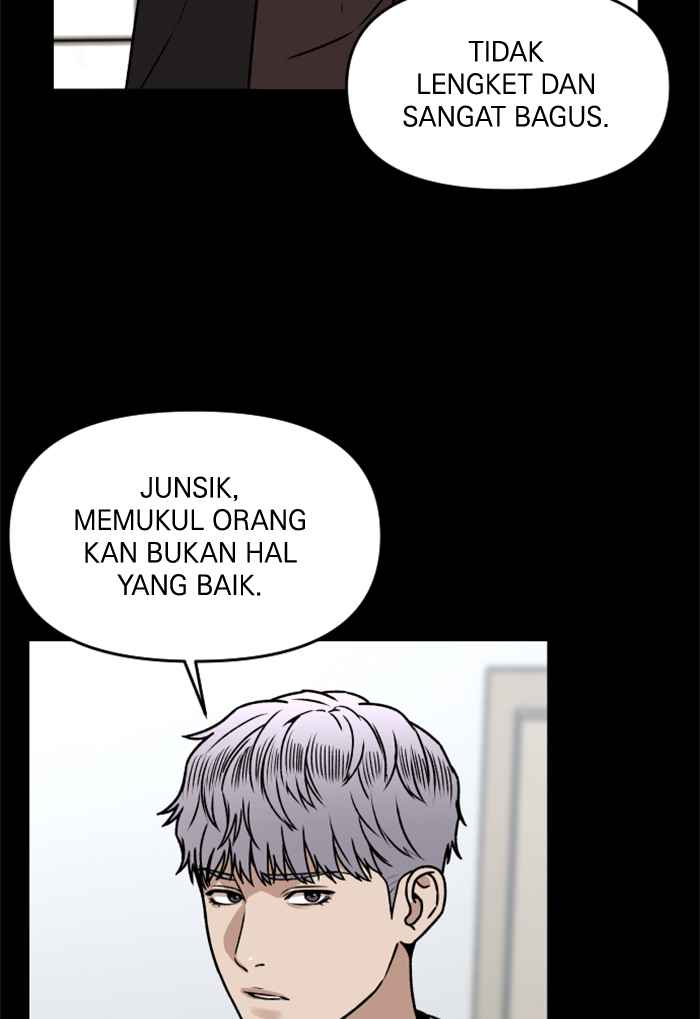 TIDAK
LENGKET DAN
SANGAT BAGUS.
JUNSIK,
MEMUKUL ORANG
KAN BUKAN HAL
YANG BAIK.